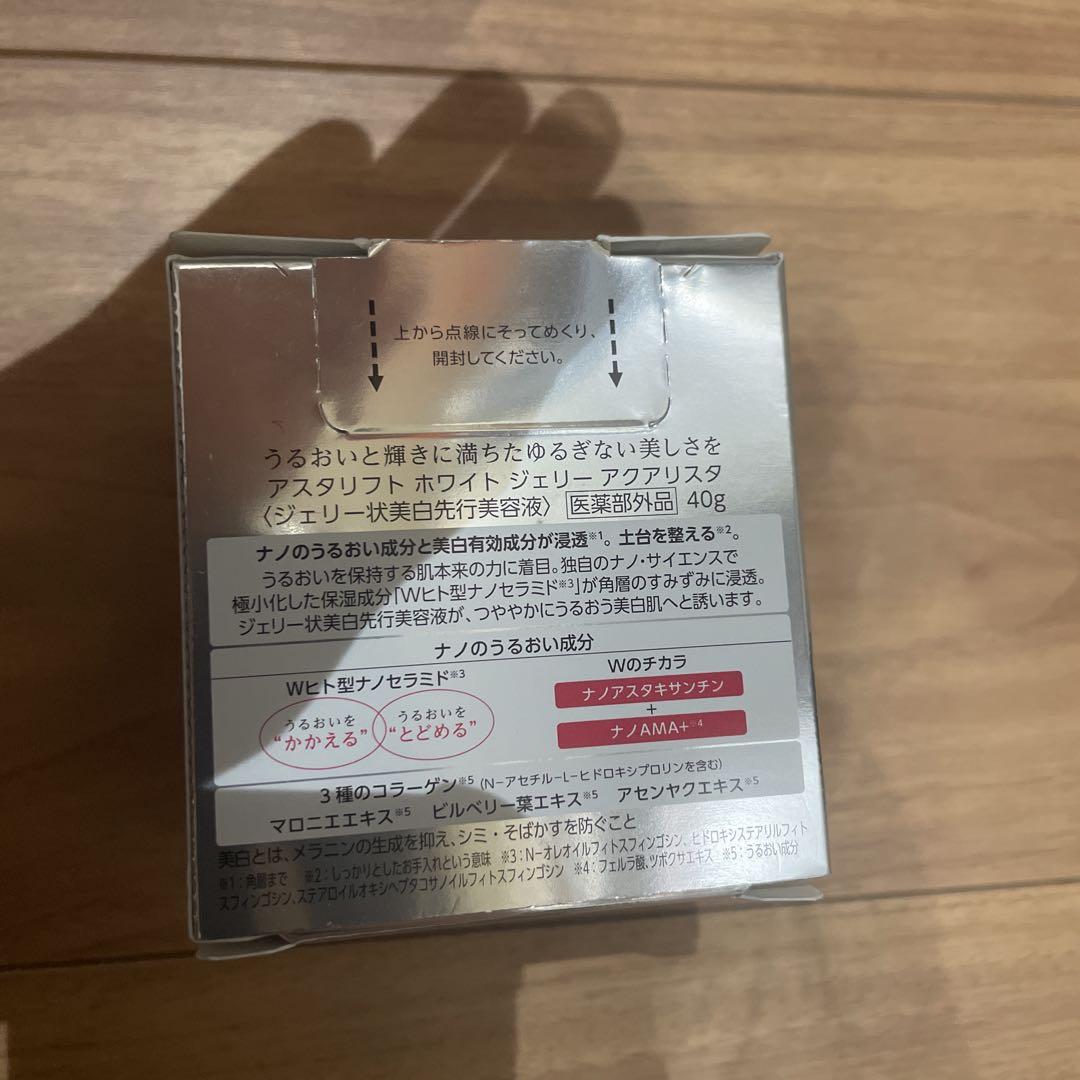 上から点線にそってめくり、
開封してください。
うるおいと輝きに満ちたゆるぎない美しさを
アスタリフト ホワイト ジェリー アクアリスタ
〈ジェリー状美白先行美容液〉 医薬部外品 40g
ナノのうるおい成分と美白有効成分が浸透※1。土台を整える※2。
うるおいを保持する肌本来の力に着目。独自のナノ・サイエンスで
極小化した保湿成分「Wヒト型ナノセラミド※3」が角層のすみずみに浸透。
ジェリー状美白先行美容液が、つややかにうるおう美白肌へと誘います。
ナノのうるおい成分
Wヒト型ナノセラミド※3
うるおいを
“かかえる”
うるおいを
“とどめる”
Wのチカラ
ナノアスタキサンチン
+
ナノAMA+※4
3種のコラーゲン※5 (N-アセチル-L-ヒドロキシプロリンを含む)
マロニエエキス※5 ビルベリー葉エキス※5 アセンヤクエキス※5
美白とは、メラニンの生成を抑え、シミ・そばかすを防ぐこと
※1:角層まで ※2:しっかりとしたお手入れという意味 ※3:N-オレオイルフィトスフィンゴシン、ヒドロキシステアリルフィト
スフィンゴシン、ステアロイルオキシヘプタコサノイルフィトスフィンゴシン ※4:フェルラ酸、ツボクサエキス ※5:うるおい成分